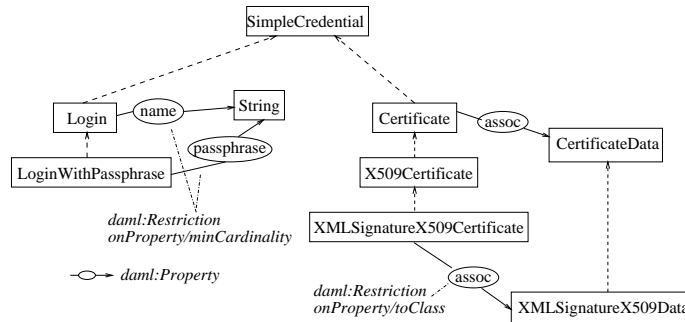 SimpleCredential
Login
name
String
Certificate
assoc
CertificateData
passphrase
LoginWithPassphrase
X509Certificate
daml:Restriction
onProperty/minCardinality
XMLSignatureX509Certificate
daml:Property
assoc
daml:Restriction
onProperty/toClass
XMLSignatureX509Data